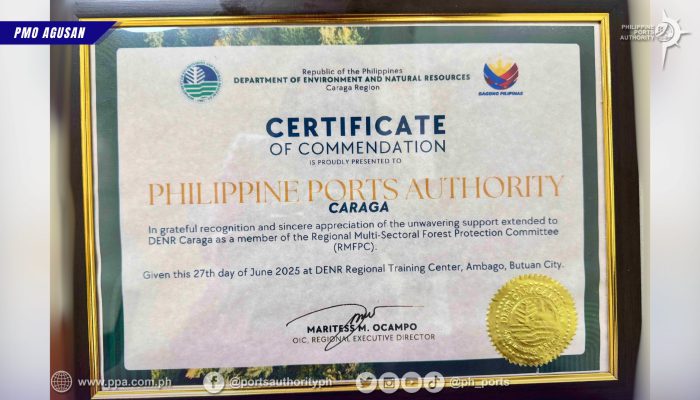 PMO AGUSAN
PHILIPPINE
PORTS
AUTHORITY
Republic of the Philippines
DEPARTMENT OF ENVIRONMENT AND NATURAL RESOURCES
Caraga Region
BAGONG PILIPINAS
CERTIFICATE
OF COMMENDATION
IS PROUDLY PRESENTED TO
PHILIPPINE PORTS AUTHORITY
CARAGA
In grateful recognition and sincere appreciation of the unwavering support extended to
DENR Caraga as a member of the Regional Multi-Sectoral Forest Protection Committee
(RMFPC).
Given this 27th day of June 2025 at DENR Regional Training Center, Ambago, Butuan City.
MARITESS M. OCAMPO
OIC, REGIONAL EXECUTIVE DIRECTOR
www.ppa.com.ph
@portsauthorityph
@ph_ports